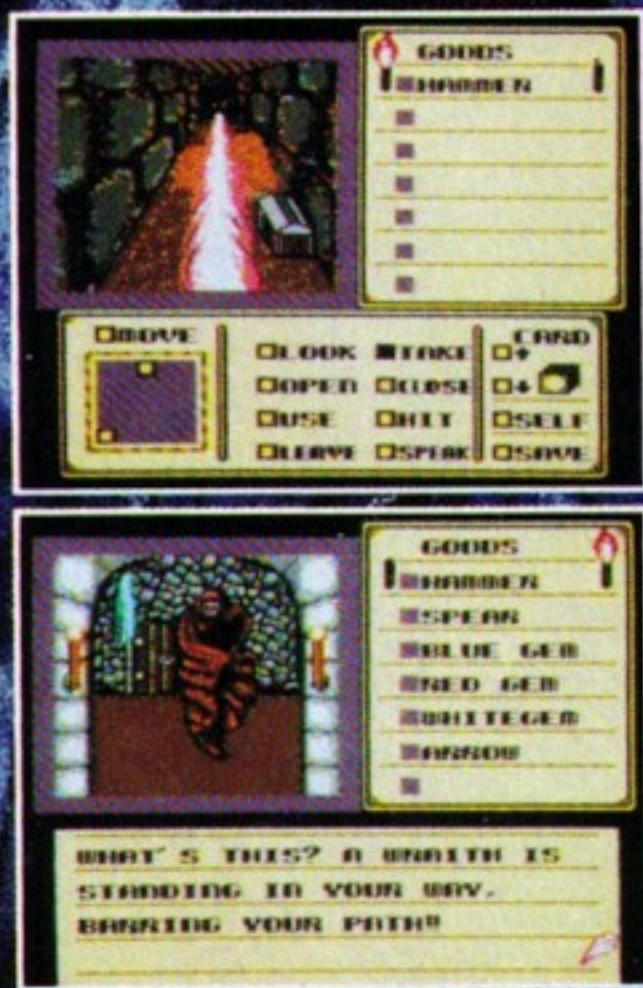 GOODS
HAMMER
MOVE
LOOK TAKE
OPEN CLOSE
USE HIT
LEAVE SPEAK
CARD
SELF
SAVE
GOODS
HAMMER
SPEAR
BLUE GEM
RED GEM
WHITEGEM
ARROW
WHAT'S THIS? A WRAITH IS
STANDING IN YOUR WAY.
BARRING YOUR PATH!!